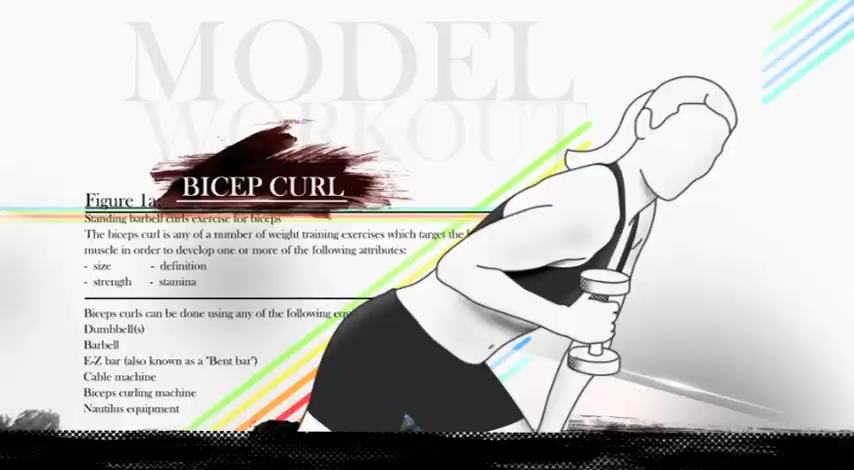 MODEL
WORKOUT
BICEP CURL
Figure 1a:
Standing barbell curls exercise for biceps
The biceps curl is any of a number of weight training exercises which target the
muscle in order to develop one or more of the following attributes:
- size - definition
- strength - stamina
Biceps curls can be done using any of the following
Dumbbell(s)
Barbell
E-Z bar (also known as a "Bent bar")
Cable machine
Biceps curling machine
Nautilus equipment